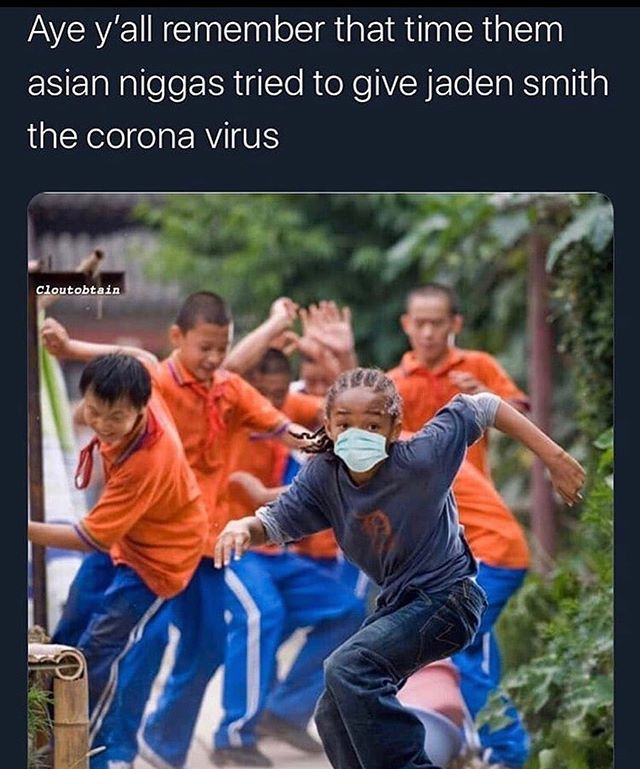 Aye y'all remember that time them
asian niggas tried to give jaden smith
the corona virus
Cloutobtain